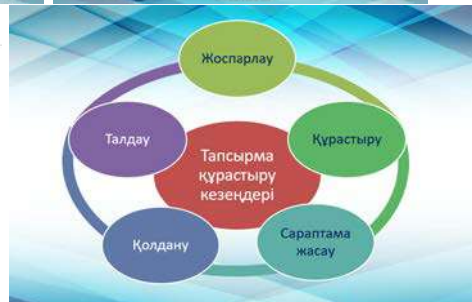 Жоспарлау
Талдау
Құрастыру
Тапсырма
құрастыру
кезеңдері
Қолдану
Сараптама
жасау